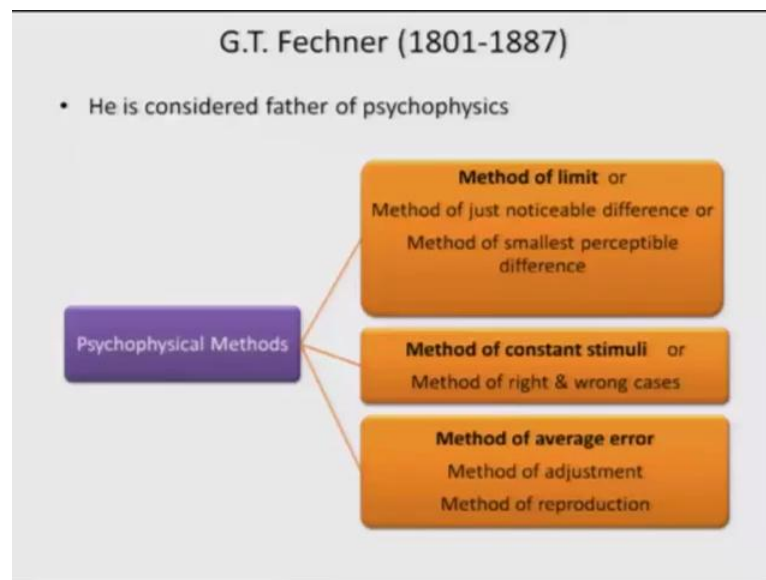 G.T. Fechner (1801-1887)
• He is considered father of psychophysics
Psychophysical Methods
Method of limit or
Method of just noticeable difference or
Method of smallest perceptible
difference
Method of constant stimuli or
Method of right & wrong cases
Method of average error
Method of adjustment
Method of reproduction